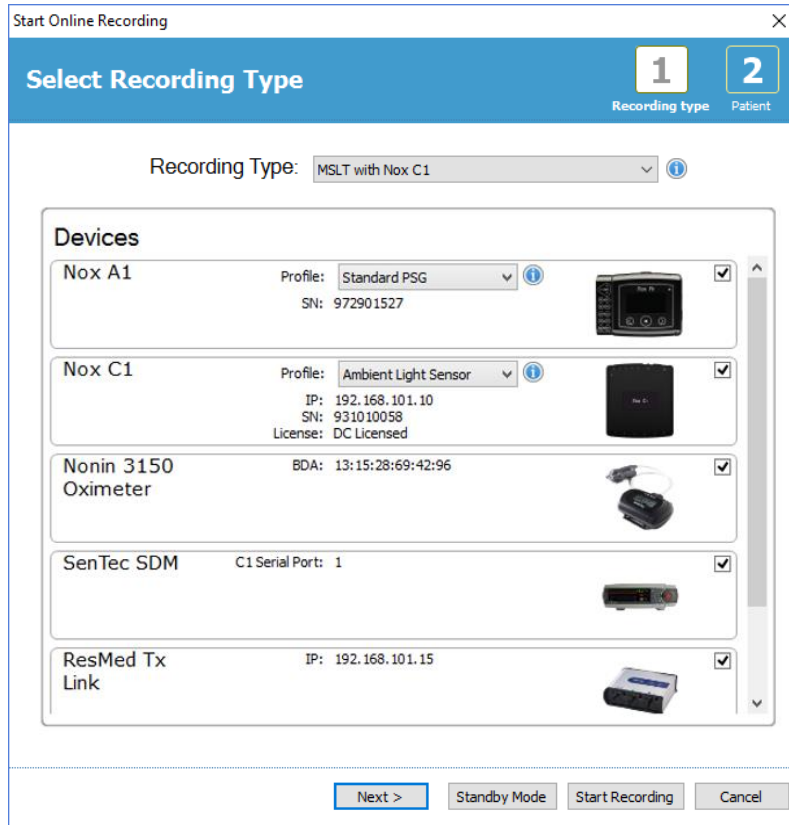 Start Online Recording
Select Recording Type
1
Recording type
2
Patient
Recording Type: MSLT with Nox C1
Devices
Nox A1
Profile: Standard PSG
SN: 972901527
Nox C1
Profile: Ambient Light Sensor
IP: 192.168.101.10
SN: 931010058
License: DC Licensed
Nonin 3150
Oximeter
BDA: 13:15:28:69:42:96
SenTec SDM
C1 Serial Port: 1
ResMed Tx
Link
IP: 192.168.101.15
Next >
Standby Mode
Start Recording
Cancel